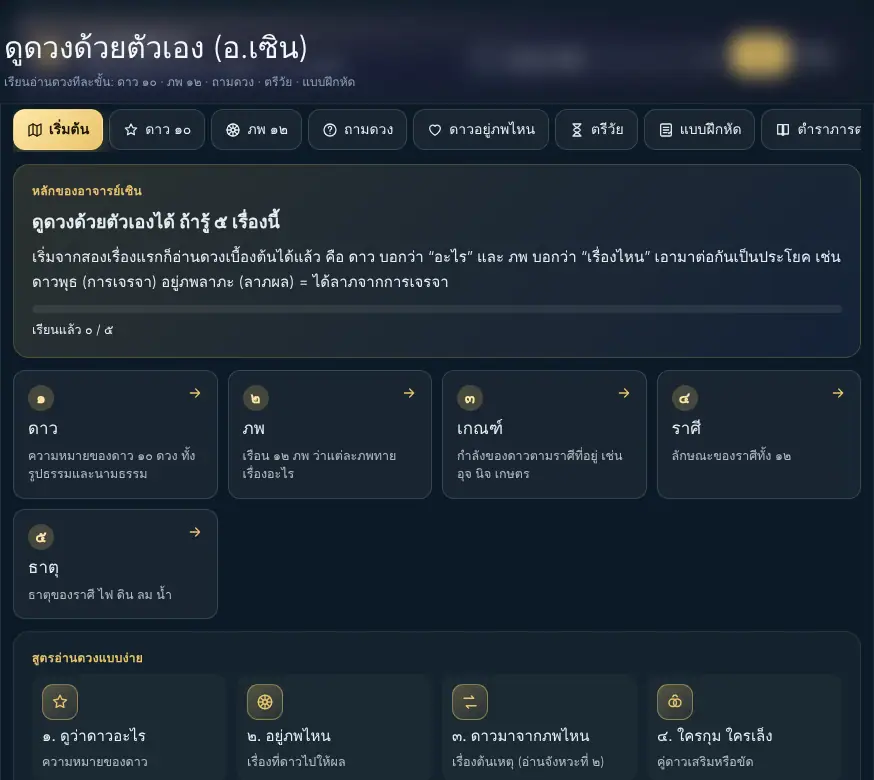 ดูดวงด้วยตัวเอง (อ.เซิน)
เรียนอ่านดวงทีละขั้น: ดาว ๑๐ · ภพ ๑๒ · ถามดวง · ตรีวัย · แบบฝึกหัด
เริ่มต้น ดาว ๑๐ ภพ ๑๒ ถามดวง ดาวอยู่ภพไหน ตรีวัย แบบฝึกหัด ตำราภารต
หลักของอาจารย์เซิน
ดูดวงด้วยตัวเองได้ ถ้ารู้ ๕ เรื่องนี้
เริ่มจากสองเรื่องแรกก็อ่านดวงเบื้องต้นได้แล้ว คือ ดาว บอกว่า “อะไร” และ ภพ บอกว่า “เรื่องไหน” เอามาต่อกันเป็นประโยค เช่น
ดาวพุธ (การเจรจา) อยู่ภพลาภะ (ลาภผล) = ได้ลาภจากการเจรจา
เรียนแล้ว ๐ / ๕
๑ →
ดาว
ความหมายของดาว ๑๐ ดวง ทั้ง
รูปธรรมและนามธรรม
๒ →
ภพ
เรือน ๑๒ ภพ ว่าแต่ละภพทาย
เรื่องอะไร
๓ →
เกณฑ์
กำลังของดาวตามราศีที่อยู่ เช่น
อุจ นิจ เกษตร
๔ →
ราศี
ลักษณะของราศีทั้ง ๑๒
๕ →
ธาตุ
ธาตุของราศี ไฟ ดิน ลม น้ำ
สูตรอ่านดวงแบบง่าย
๑. ดูว่าดาวอะไร
ความหมายของดาว
๒. อยู่ภพไหน
เรื่องที่ดาวไปให้ผล
๓. ดาวมาจากภพไหน
เรื่องต้นเหตุ (อ่านจังหวะที่ ๒)
๔. ใครกุม ใครเล็ง
คู่ดาวเสริมหรือขัด